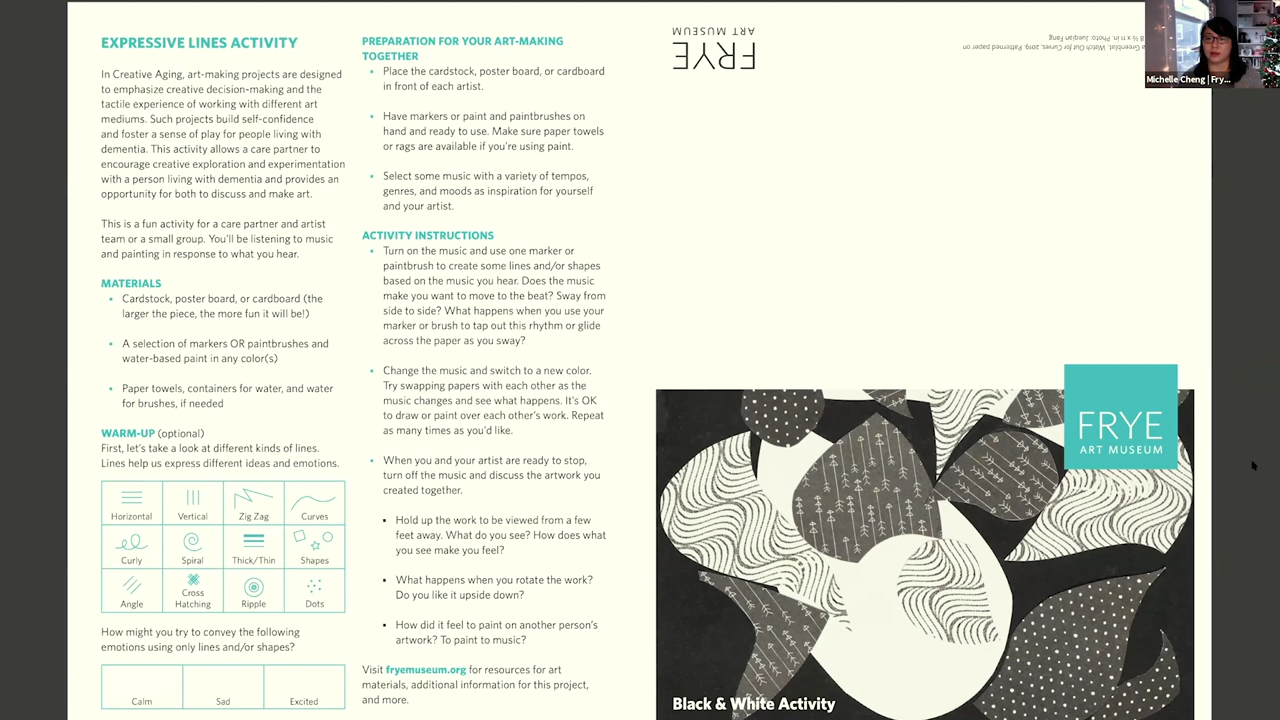 EXPRESSIVE LINES ACTIVITY
In Creative Aging, art-making projects are designed
to emphasize creative decision-making and the
tactile experience of working with different art
mediums. Such projects build self-confidence
and foster a sense of play for people living with
dementia. This activity allows a care partner to
encourage creative exploration and experimentation
with a person living with dementia and provides an
opportunity for both to discuss and make art.
This is a fun activity for a care partner and artist
team or a small group. You'll be listening to music
and painting in response to what you hear.
MATERIALS
• Cardstock, poster board, or cardboard (the
larger the piece, the more fun it will be!)
• A selection of markers OR paintbrushes and
water-based paint in any color(s)
• Paper towels, containers for water, and water
for brushes, if needed
WARM-UP (optional)
First, let's take a look at different kinds of lines.
Lines help us express different ideas and emotions.
Horizontal
Vertical
Zig Zag
Curves
Curly
Spiral
Thick/Thin
Shapes
Angle
Cross
Hatching
Ripple
Dots
How might you try to convey the following
emotions using only lines and/or shapes?
Calm
Sad
Excited
PREPARATION FOR YOUR ART-MAKING
TOGETHER
• Place the cardstock, poster board, or cardboard
in front of each artist.
• Have markers or paint and paintbrushes on
hand and ready to use. Make sure paper towels
or rags are available if you're using paint.
• Select some music with a variety of tempos,
genres, and moods as inspiration for yourself
and your artist.
ACTIVITY INSTRUCTIONS
• Turn on the music and use one marker or
paintbrush to create some lines and/or shapes
based on the music you hear. Does the music
make you want to move to the beat? Sway from
side to side? What happens when you use your
marker or brush to tap out this rhythm or glide
across the paper as you sway?
• Change the music and switch to a new color.
Try swapping papers with each other as the
music changes and see what happens. It's OK
to draw or paint over each other's work. Repeat
as many times as you'd like.
• When you and your artist are ready to stop,
turn off the music and discuss the artwork you
created together.
▪ Hold up the work to be viewed from a few
feet away. What do you see? How does what
you see make you feel?
▪ What happens when you rotate the work?
Do you like it upside down?
▪ How did it feel to paint on another person's
artwork? To paint to music?
Visit fryemuseum.org for resources for art
materials, additional information for this project,
and more.
FRYE
ART MUSEUM
Greenblat. Watch Out for Curves, 2019. Patterned paper on
8 ½ x 11 in. Photo: Jueqian Fang
Michelle Cheng | Fry...
FRYE
ART MUSEUM
Black & White Activity